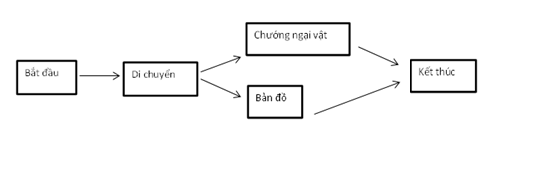 Bắt đầu
Di chuyển
Chướng ngại vật
Bản đồ
Kết thúc